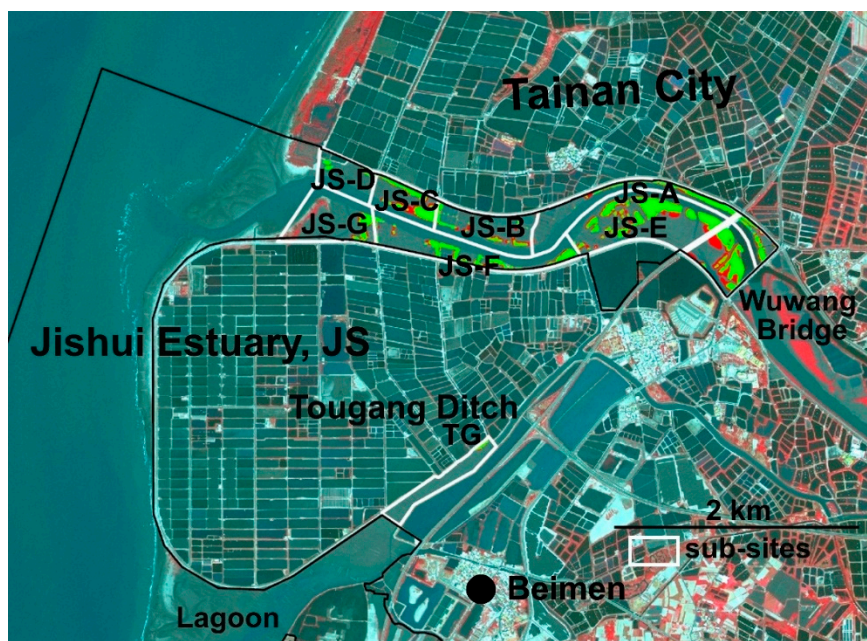 Tainan City
JS-D
JS-A
JS-C
JS-G
JS-B
JS-E
JS-F
Wuwang
Bridge
Jishui Estuary, JS
Tougang Ditch
TG
2 km
sub-sites
Beimen
Lagoon